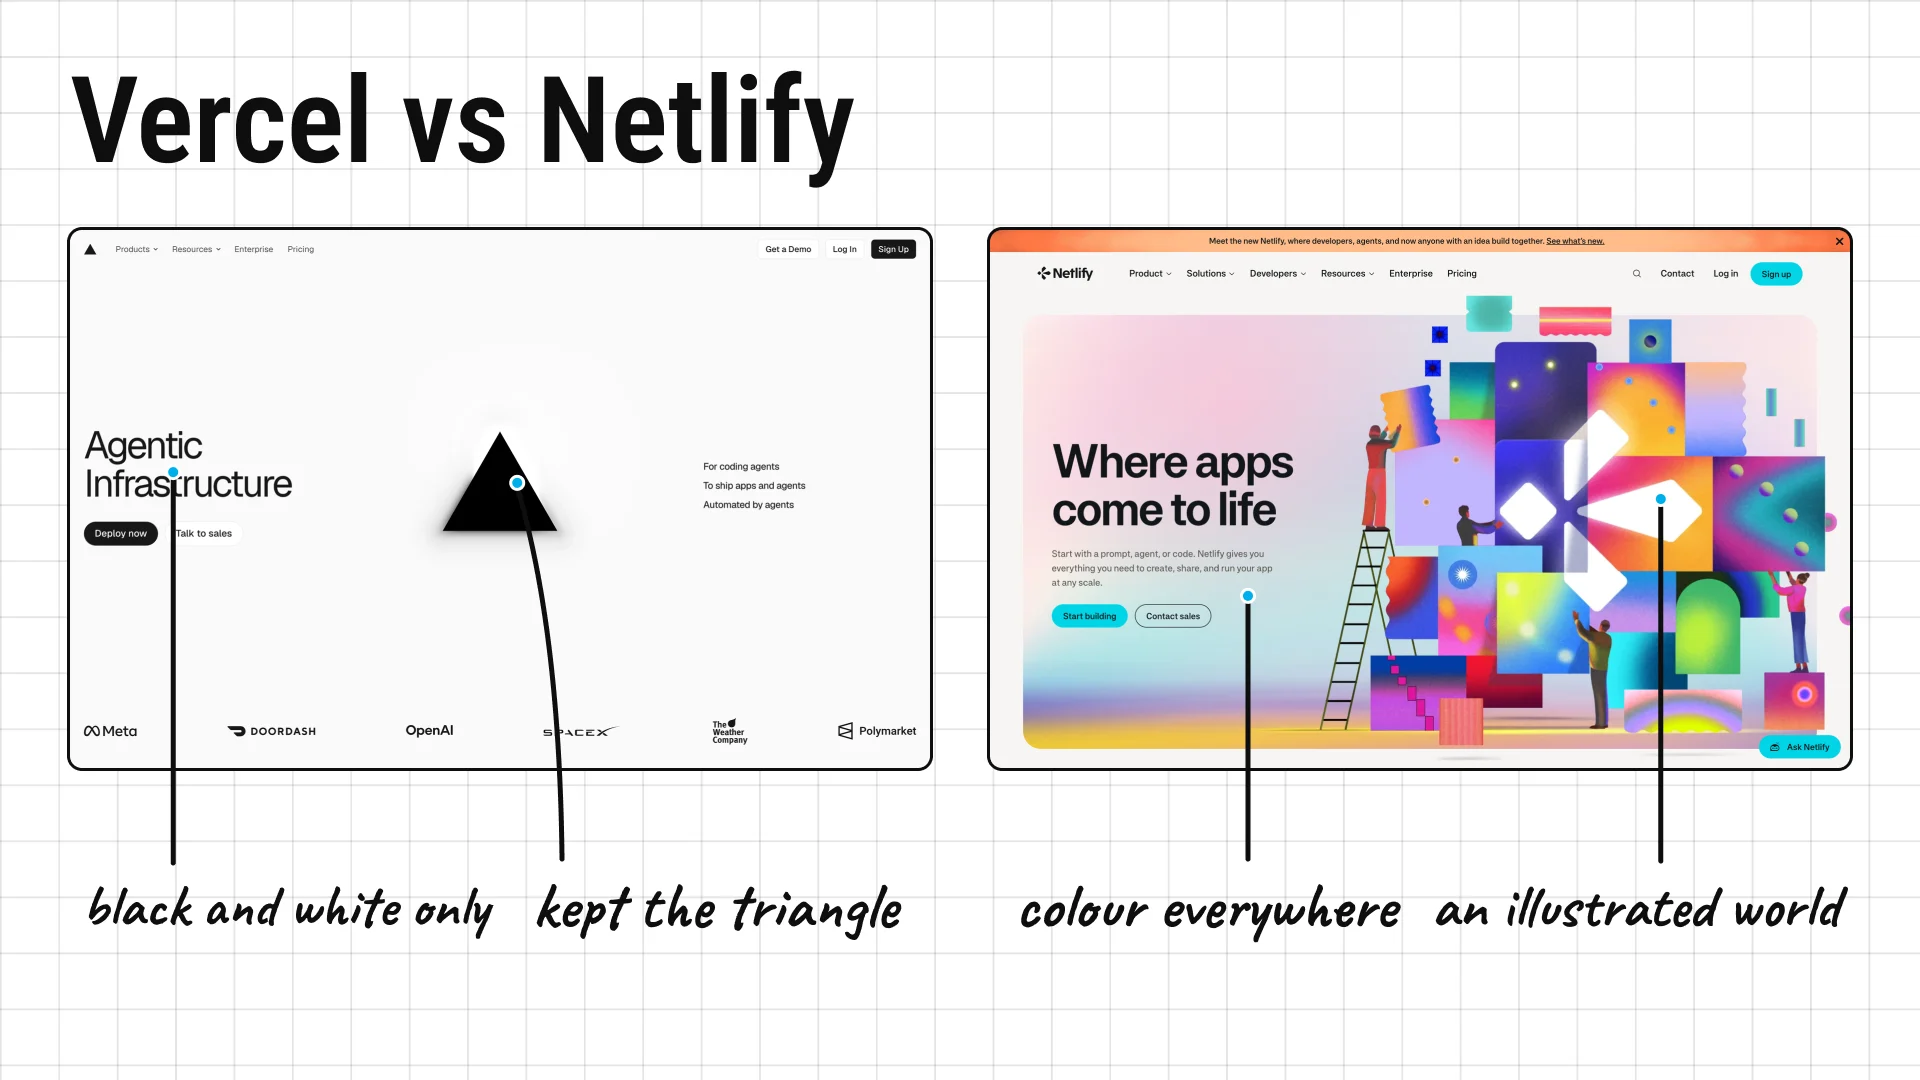 Vercel vs Netlify
Products
Resources
Enterprise
Pricing
Get a Demo
Log In
Sign Up
Agentic
Infrastructure
Deploy now
Talk to sales
For coding agents
To ship apps and agents
Automated by agents
Meta
DOORDASH
OpenAI
SPACEX
The
Weather
Company
Polymarket
Meet the new Netlify, where developers, agents, and now anyone with an idea build together. See what's new.
Netlify
Product
Solutions
Developers
Resources
Enterprise
Pricing
Contact
Log in
Sign up
Where apps
come to life
Start with a prompt, agent, or code. Netlify gives you
everything you need to create, share, and run your app
at any scale.
Start building
Contact sales
Ask Netlify
black and white only
kept the triangle
colour everywhere
an illustrated world